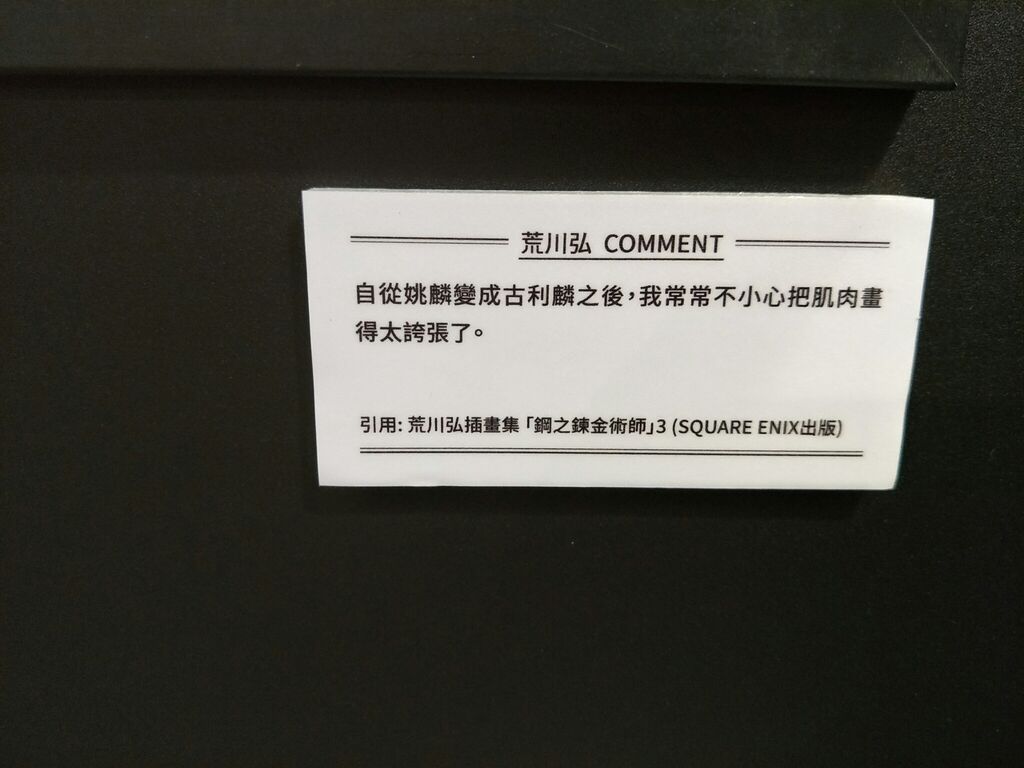 荒川弘 COMMENT
自從姚麟變成古利麟之後，我常常不小心把肌肉畫
得太誇張了。
引用: 荒川弘插畫集「鋼之鍊金術師」3 (SQUARE ENIX出版)